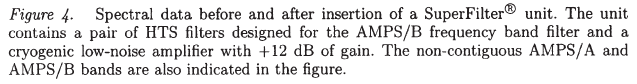 Figure 4. Spectral data before and after insertion of a SuperFilter® unit. The unit
contains a pair of HTS filters designed for the AMPS/B frequency band filter and a
cryogenic low-noise amplifier with +12 dB of gain. The non-contiguous AMPS/A and
AMPS/B bands are also indicated in the figure.